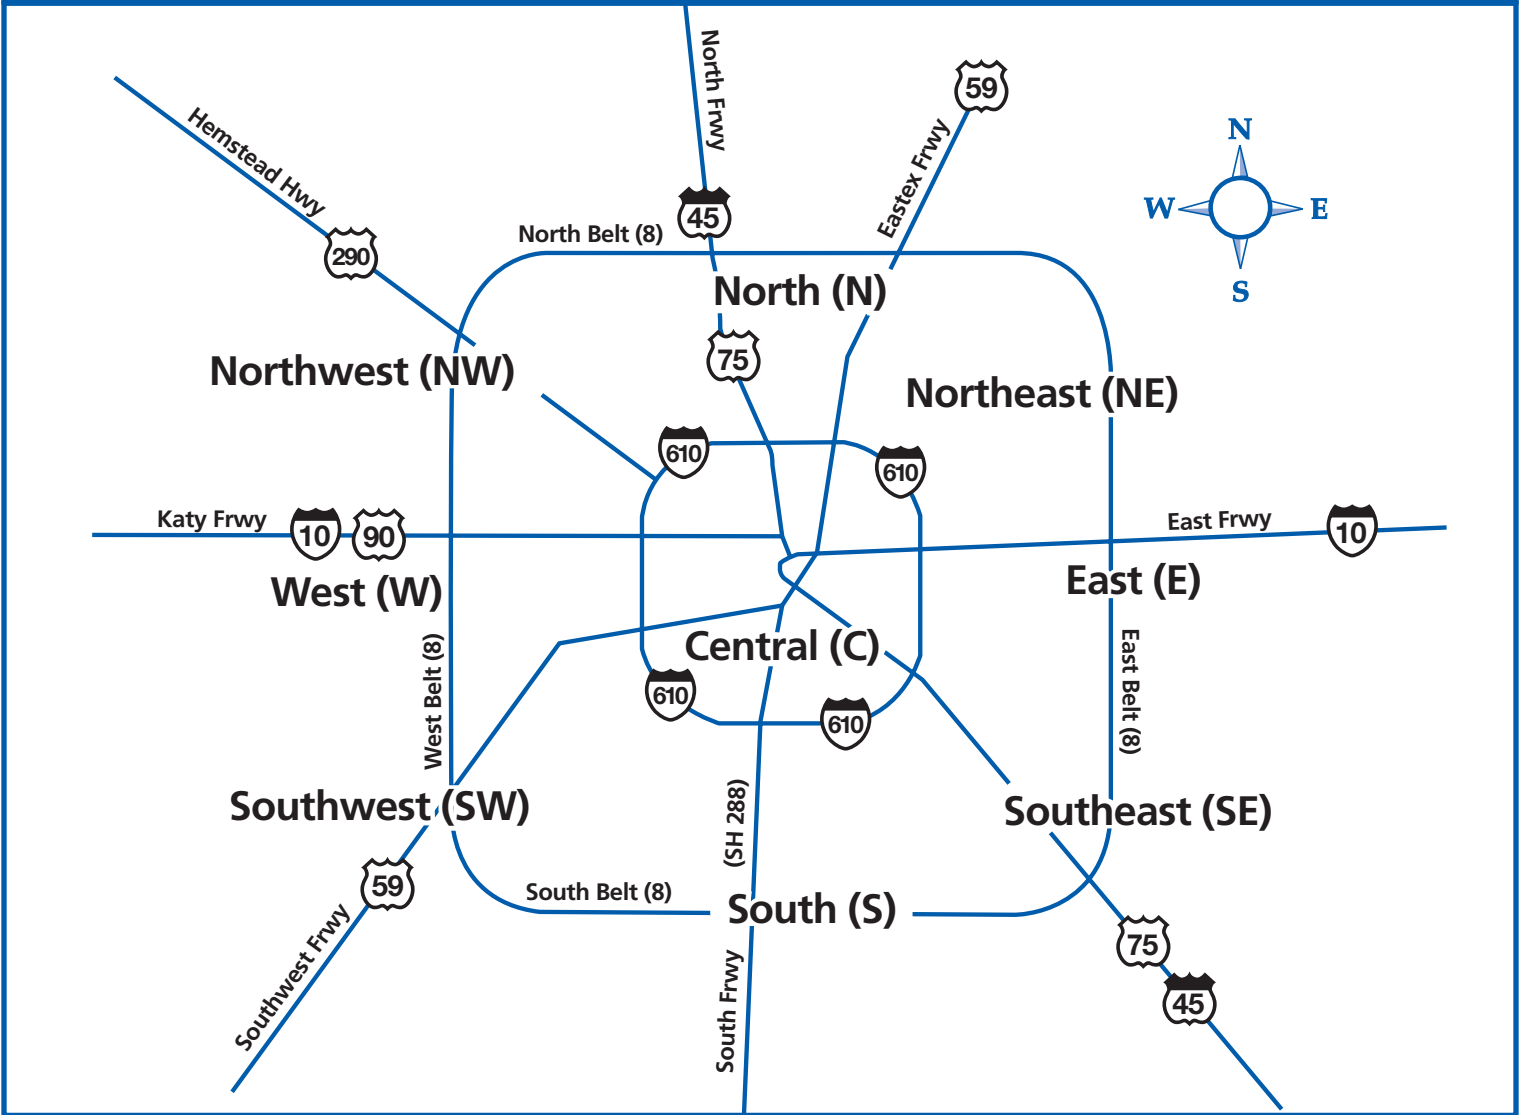 North Frwy
59
Eastex Frwy
N
Hemstead Hwy
W
E
45
North Belt (8)
290
S
North (N)
75
Northwest (NW)
Northeast (NE)
610
610
Katy Frwy
10
90
East Frwy
10
West (W)
East (E)
Central (C)
West Belt (8)
East Belt (8)
610
610
Southwest (SW)
(SH 288)
Southeast (SE)
59
South Belt (8)
South (S)
Southwest Frwy
75
South Frwy
45